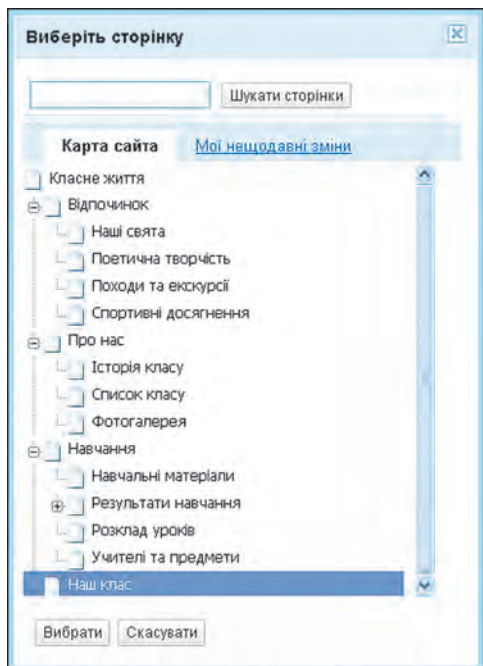 Виберіть сторінку
Шукати сторінки
Карта сайта Мої нещодавні зміни
Класне життя
Відпочинок
Наші свята
Поетична творчість
Походи та екскурсії
Спортивні досягнення
Про нас
Історія класу
Список класу
Фотогалерея
Навчання
Навчальні матеріали
Результати навчання
Розклад уроків
Учителі та предмети
Наш клас
Вибрати Скасувати